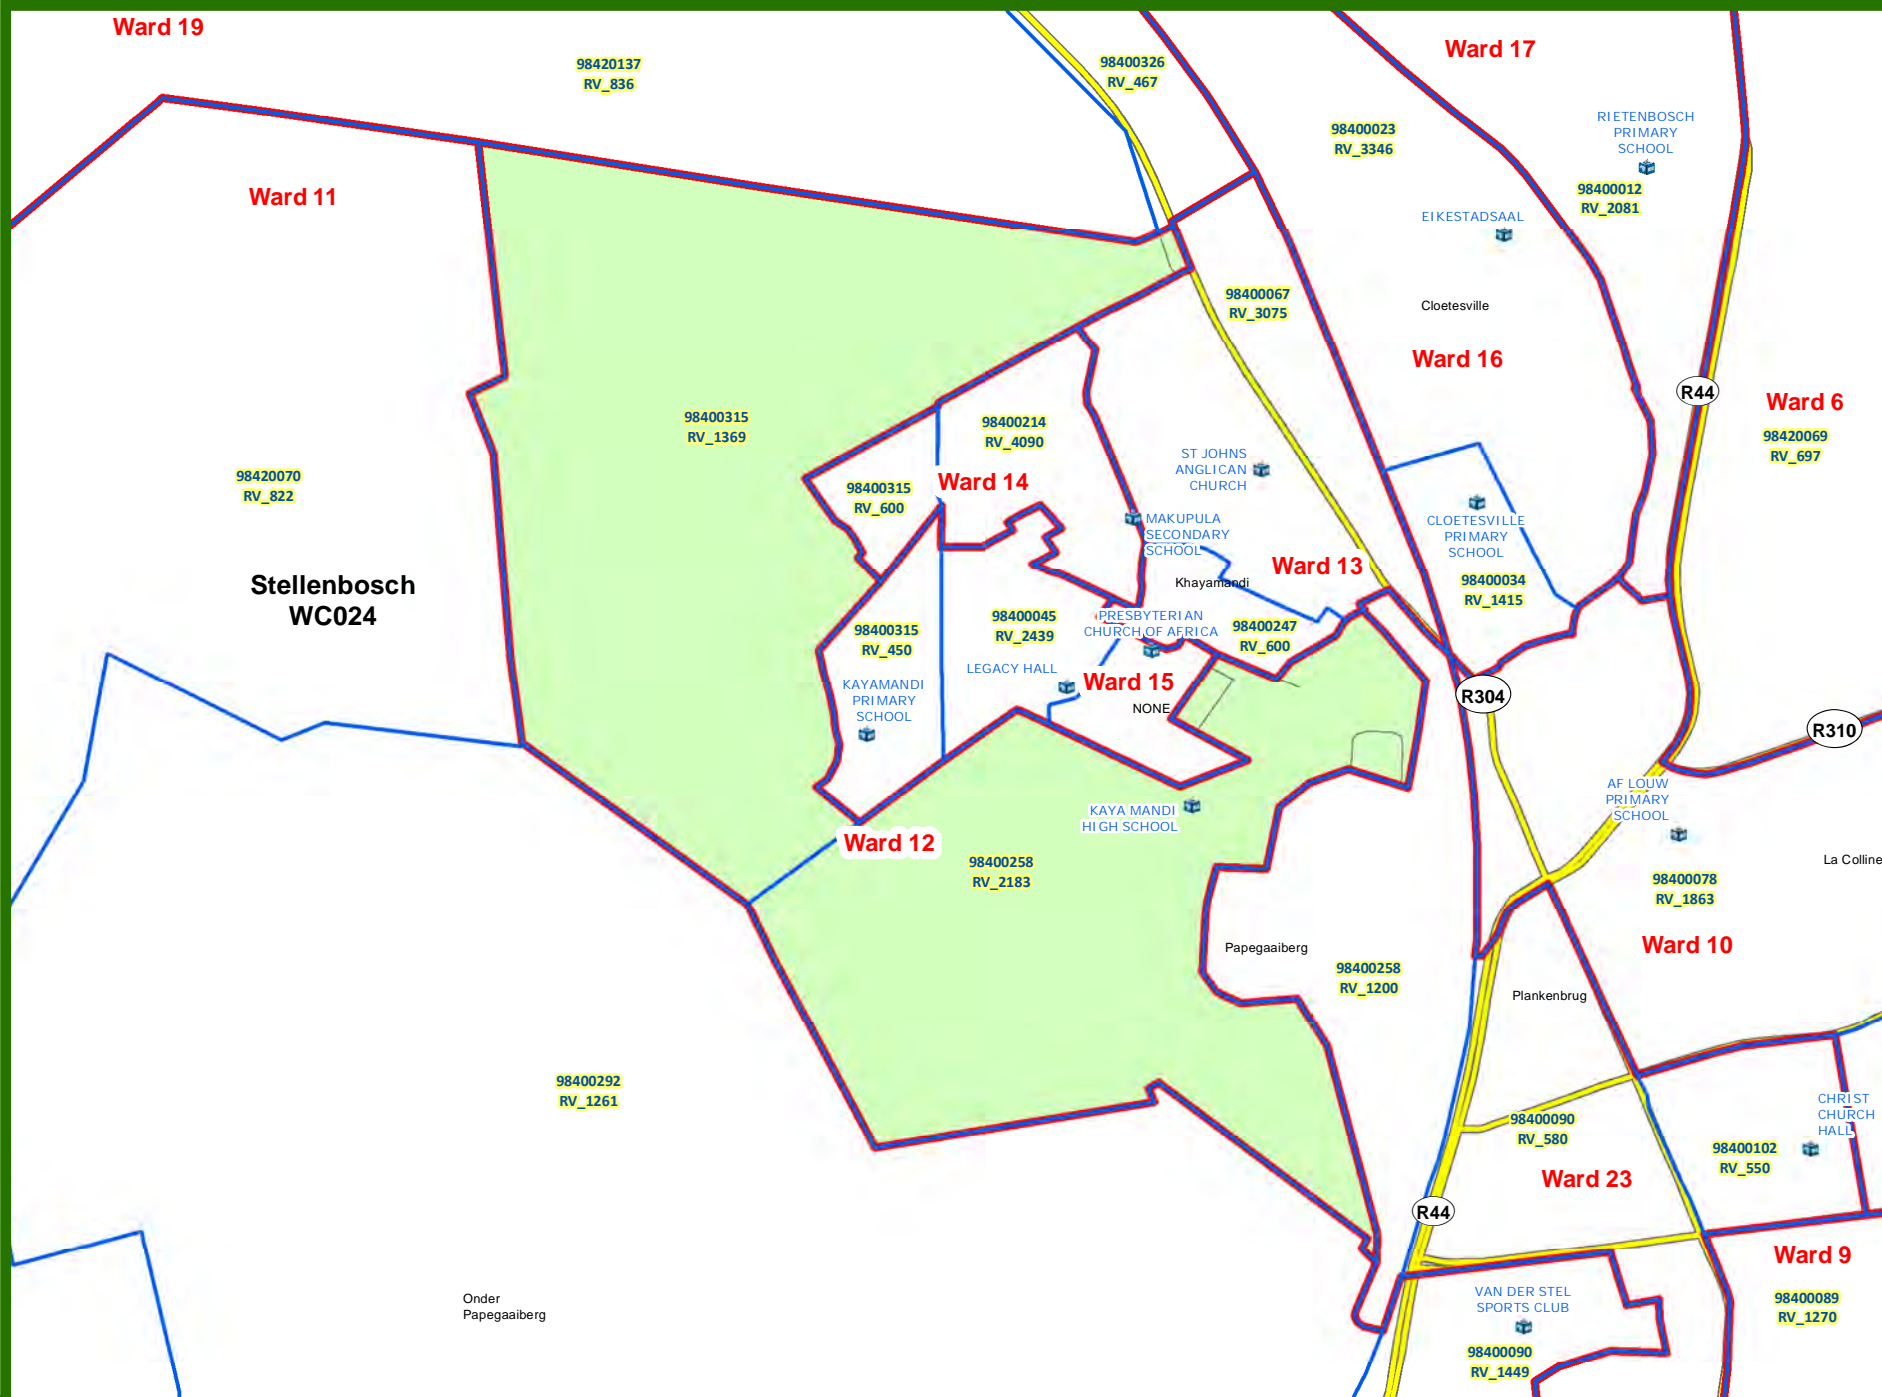 Ward 19
98420137
RV_836
98400326
RV_467
Ward 17
98400023
RV_3346
RIETENBOSCH
PRIMARY
SCHOOL
98400012
RV_2081
Ward 11
EIKESTADSAAL
98400067
RV_3075
Cloetesville
Ward 16
R44
Ward 6
98420069
RV_697
98400315
RV_1369
98400214
RV_4090
98420070
RV_822
98400315
RV_600
Ward 14
ST JOHNS
ANGLICAN
CHURCH
MAKUPULA
SECONDARY
SCHOOL
CLOETESVILLE
PRIMARY
SCHOOL
Stellenbosch
WC024
Khayamandi
Ward 13
98400034
RV_1415
98400315
RV_450
98400045
RV_2439
PRESBYTERIAN
CHURCH OF AFRICA
98400247
RV_600
LEGACY HALL
Ward 15
NONE
KAYAMANDI
PRIMARY
SCHOOL
R304
R310
KAYA MANDI
HIGH SCHOOL
AF LOUW
PRIMARY
SCHOOL
Ward 12
98400258
RV_2183
La Colline
98400078
RV_1863
Papegaaiberg
Ward 10
98400258
RV_1200
Plankenbrug
98400292
RV_1261
98400090
RV_580
CHRIST
CHURCH
HALL
98400102
RV_550
Ward 23
R44
Ward 9
Onder
Papegaaiberg
VAN DER STEL
SPORTS CLUB
98400089
RV_1270
98400090
RV_1449